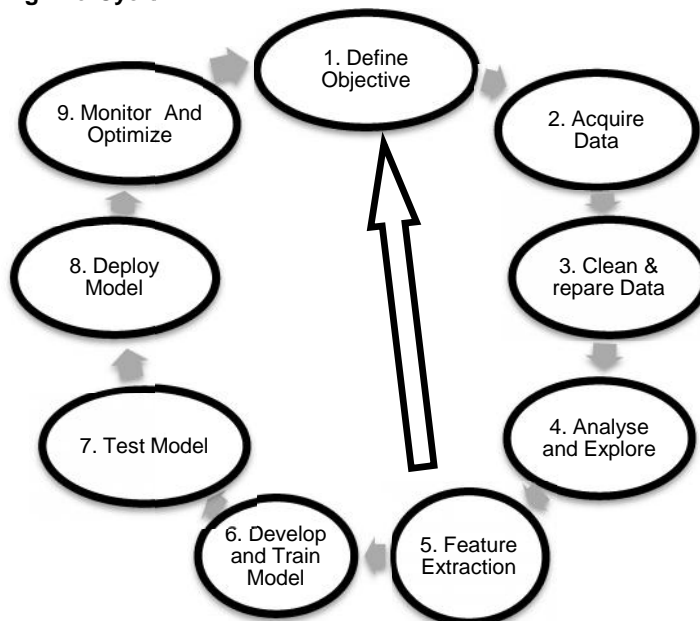 1. Define
Objective
2. Acquire
Data
3. Clean &
repare Data
4. Analyse
and Explore
5. Feature
Extraction
6. Develop
and Train
Model
7. Test Model
8. Deploy
Model
9. Monitor And
Optimize